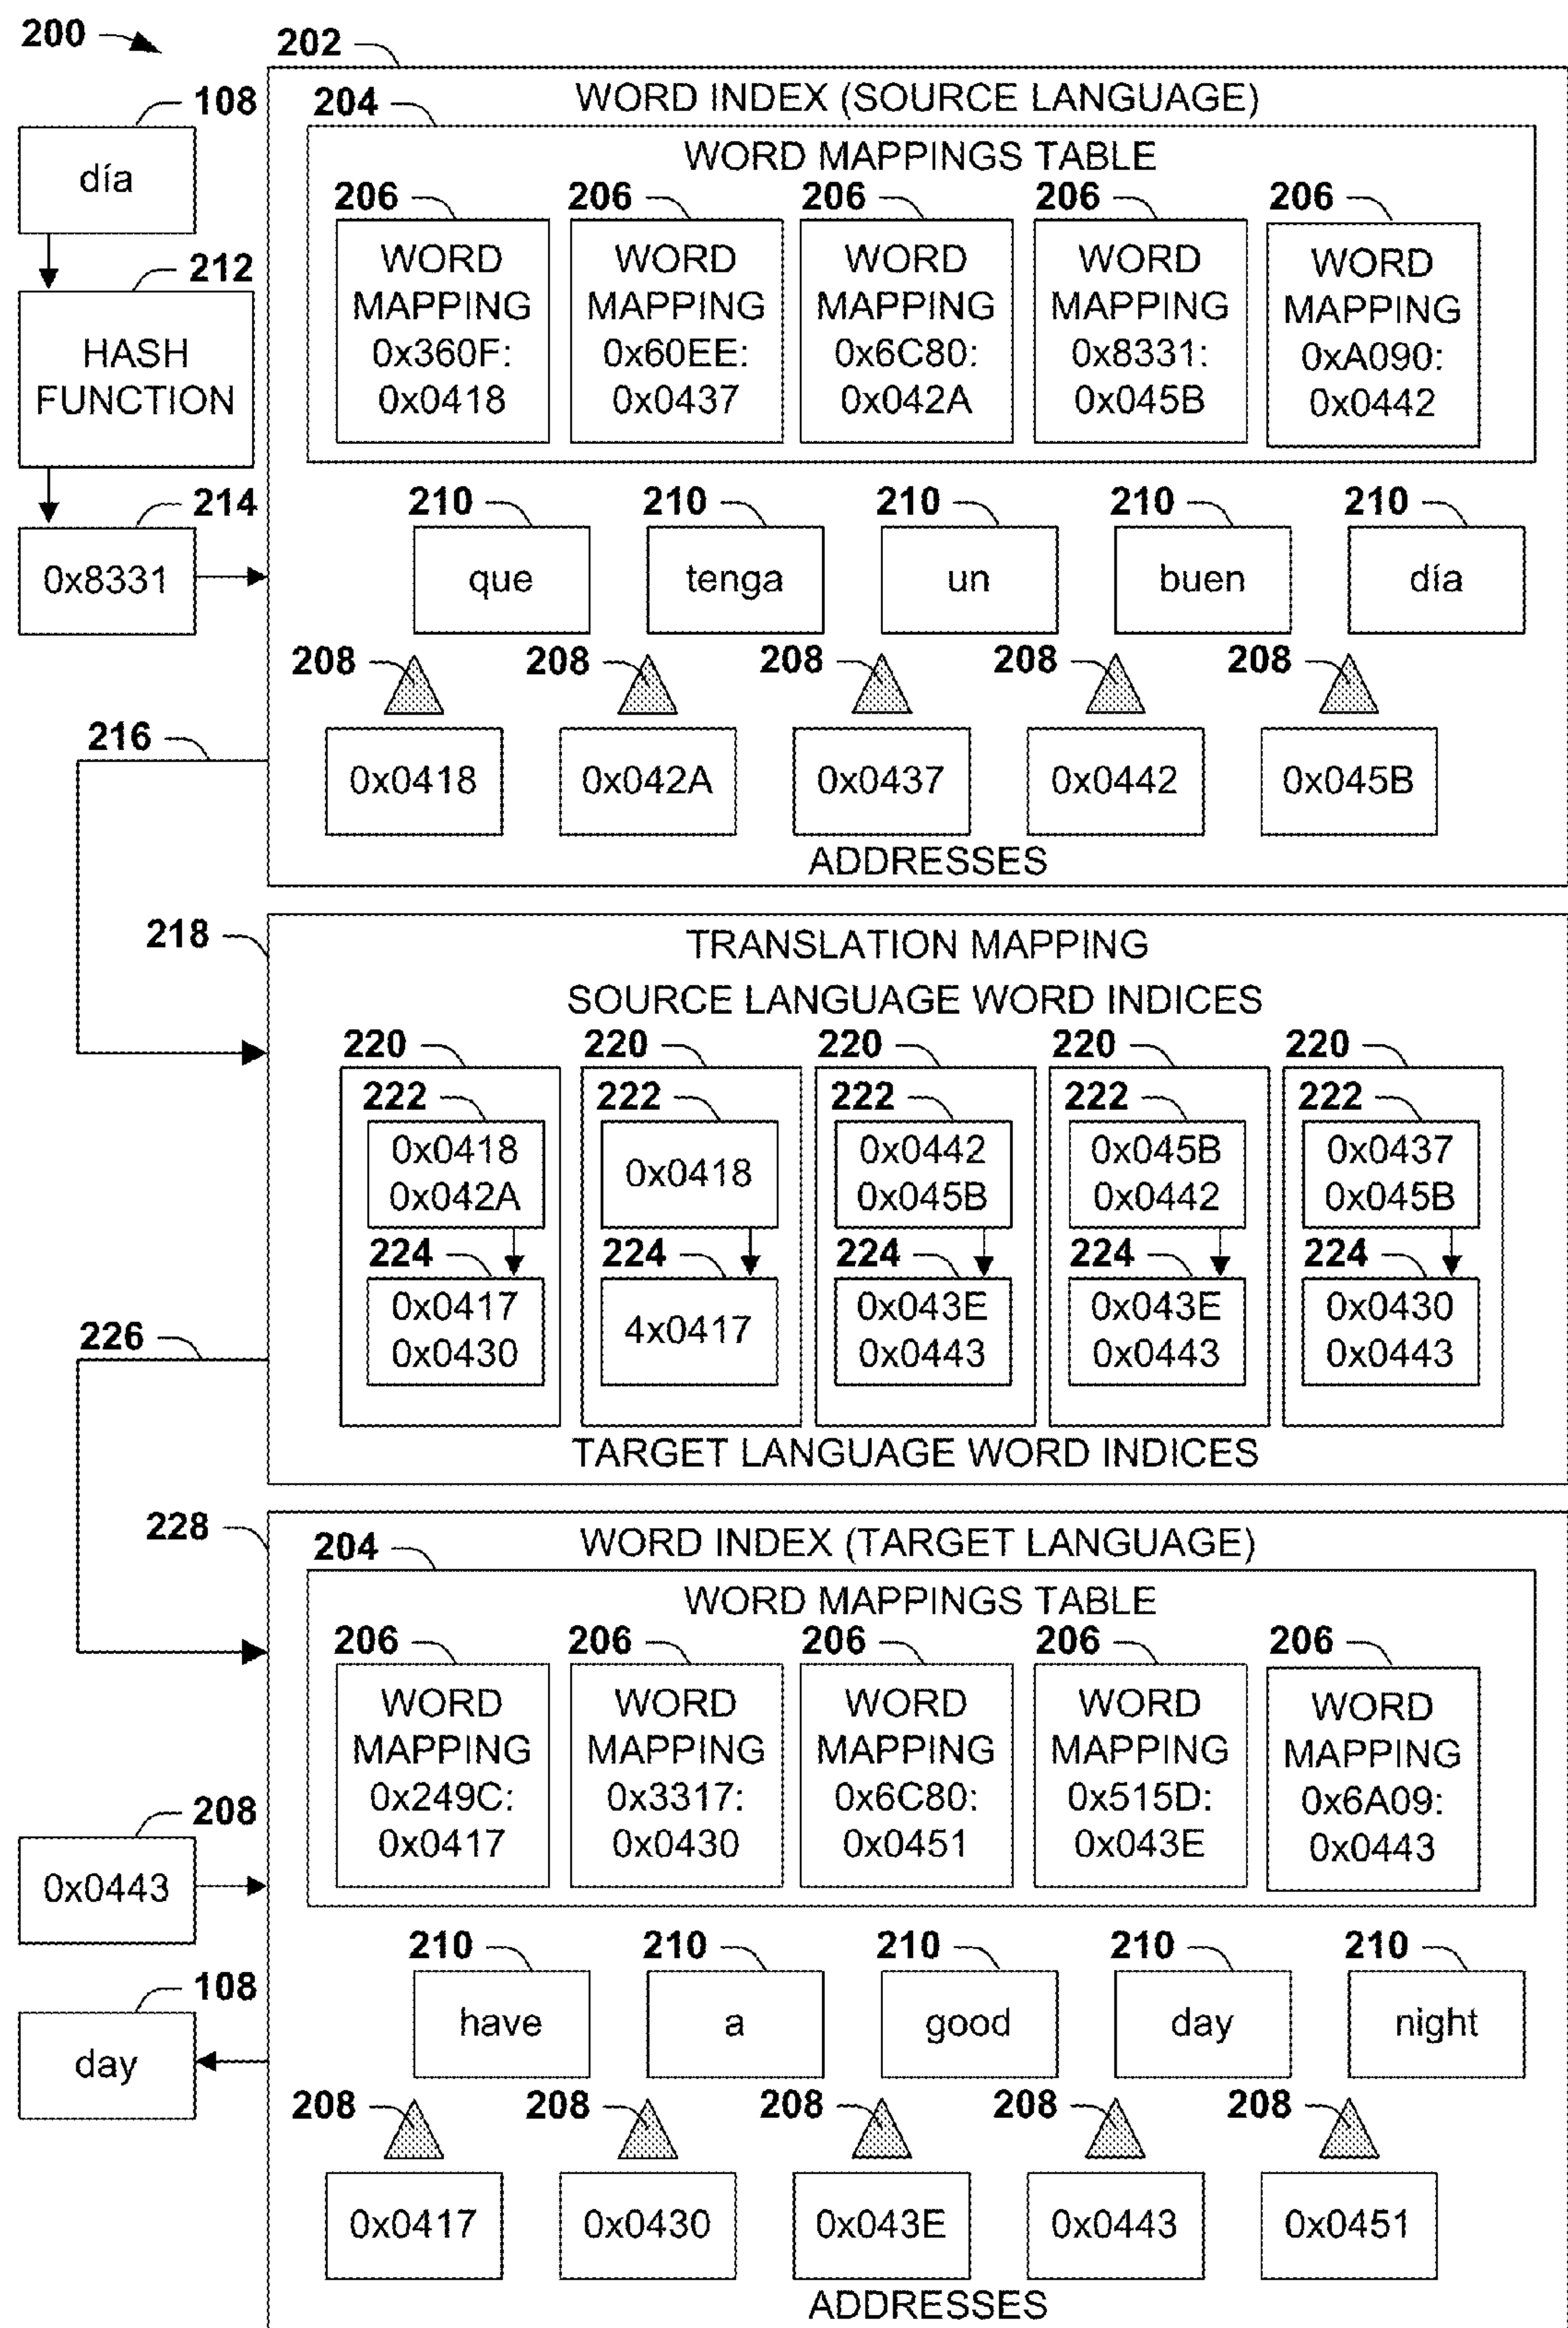 200
202
108
WORD INDEX (SOURCE LANGUAGE)
204
WORD MAPPINGS TABLE
día
206 206 206 206 206
WORD MAPPING 0x360F: 0x0418
WORD MAPPING 0x60EE: 0x0437
WORD MAPPING 0x6C80: 0x042A
WORD MAPPING 0x8331: 0x045B
WORD MAPPING 0xA090: 0x0442
212
HASH
FUNCTION
214
0x8331
210 210 210 210 210
que tenga un buen día
208 208 208 208 208
216
0x0418 0x042A 0x0437 0x0442 0x045B
ADDRESSES
218
TRANSLATION MAPPING
SOURCE LANGUAGE WORD INDICES
220 220 220 220 220
222 222 222 222 222
0x0418 0x0418 0x0442 0x045B 0x0437
0x042A 0x045B 0x0442 0x045B
224 224 224 224 224
0x0417 4x0417 0x043E 0x043E 0x0430
0x0430 0x0443 0x0443 0x0443
226
TARGET LANGUAGE WORD INDICES
228
WORD INDEX (TARGET LANGUAGE)
204
WORD MAPPINGS TABLE
206 206 206 206 206
WORD MAPPING 0x249C: 0x0417
WORD MAPPING 0x3317: 0x0430
WORD MAPPING 0x6C80: 0x0451
WORD MAPPING 0x515D: 0x043E
WORD MAPPING 0x6A09: 0x0443
208
0x0443
210 210 210 210 210
108
have a good day night
day
208 208 208 208 208
0x0417 0x0430 0x043E 0x0443 0x0451
ADDRESSES